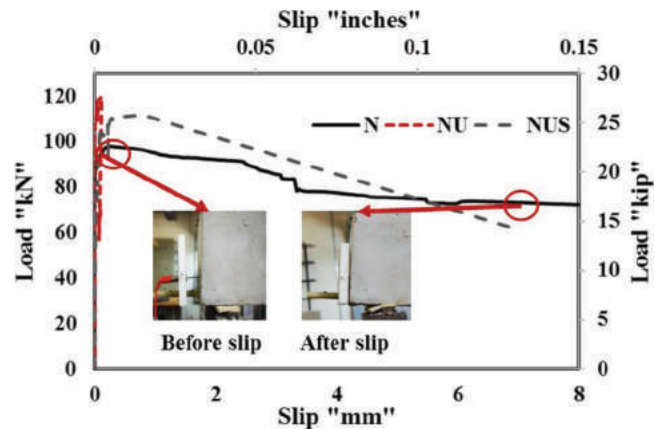 Slip "inches"
0 0.05 0.1 0.15
Load "kN"
120
100
80
60
40
20
0
N NU NUS
30
25
20
15
10
5
0
Load "kip"
Before slip After slip
0 2 4 6 8
Slip "mm"